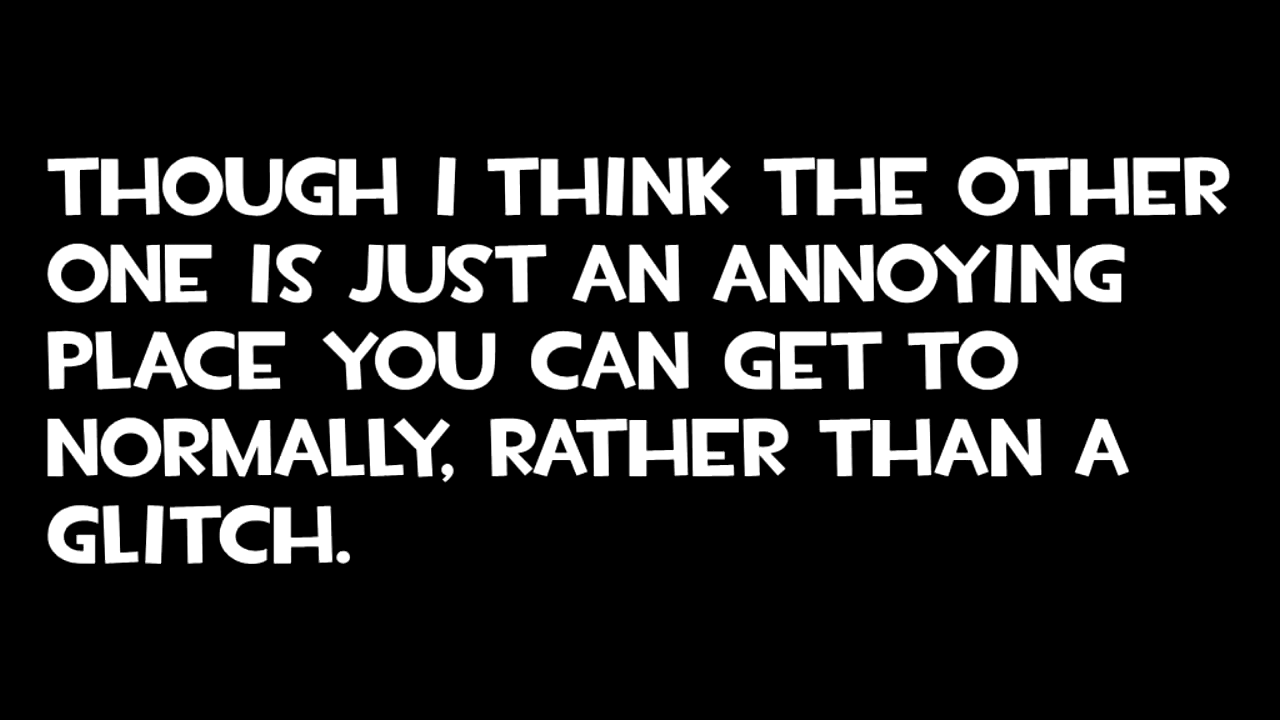 THOUGH I THINK THE OTHER
ONE IS JUST AN ANNOYING
PLACE YOU CAN GET TO
NORMALLY, RATHER THAN A
GLITCH.